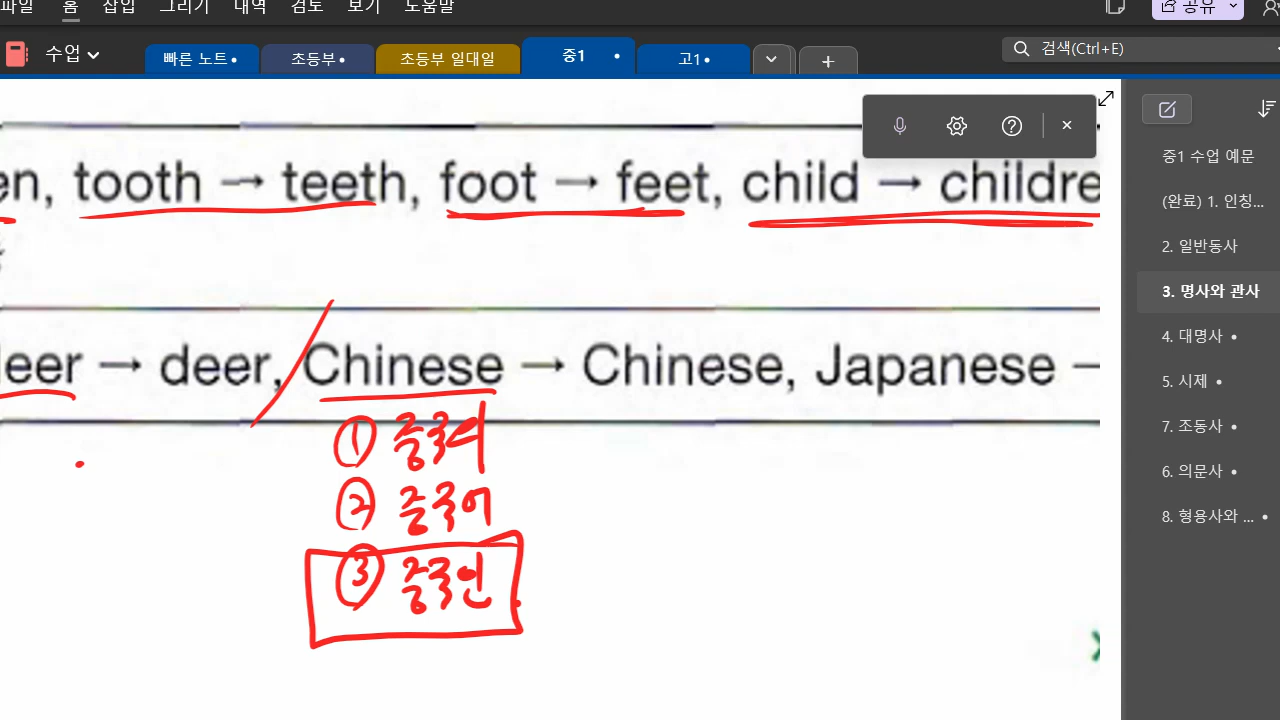 파일 홈 삽입 그리기 내역 검토 보기 도움말 공유
수업 빠른 노트 초등부 초등부 일대일 중1 고1 검색(Ctrl+E)
en, tooth → teeth, foot → feet, child → childre
eer → deer, Chinese → Chinese, Japanese →
① 중국의
② 중국어
③ 중국인
중1 수업 예문
(완료) 1. 인칭...
2. 일반동사
3. 명사와 관사
4. 대명사
5. 시제
7. 조동사
6. 의문사
8. 형용사와 ...